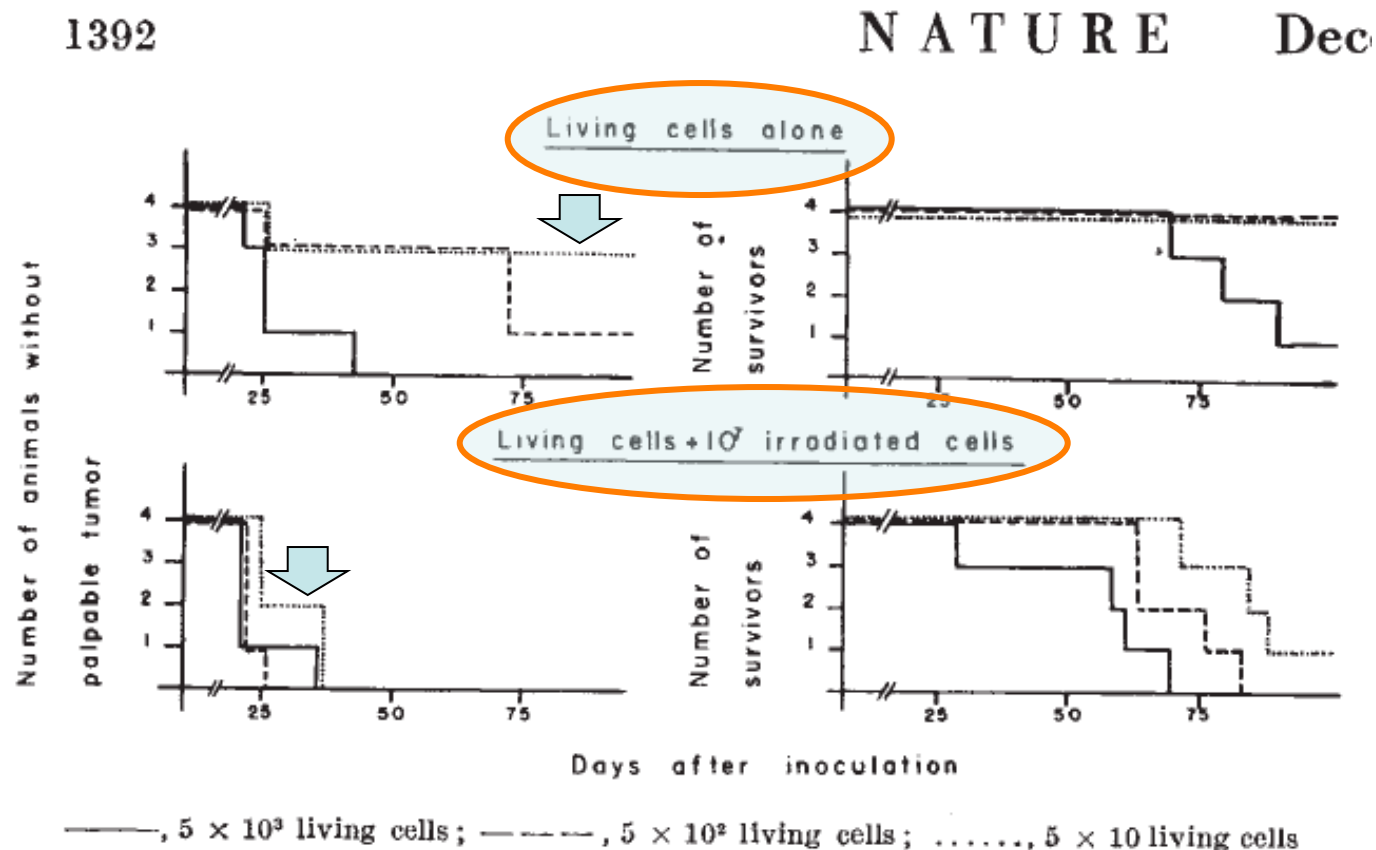 1392
NATURE Dec
Living cells alone
Number of animals without
palpable tumor
4
3
2
1
25 50 75
Number of
survivors
4
3
2
1
25 50 75
Living cells + 10⁷ irradiated cells
4
3
2
1
25 50 75
Number of
survivors
4
3
2
1
25 50 75
Days after inoculation
———, 5 × 10³ living cells; — – – –, 5 × 10² living cells; ......, 5 × 10 living cells